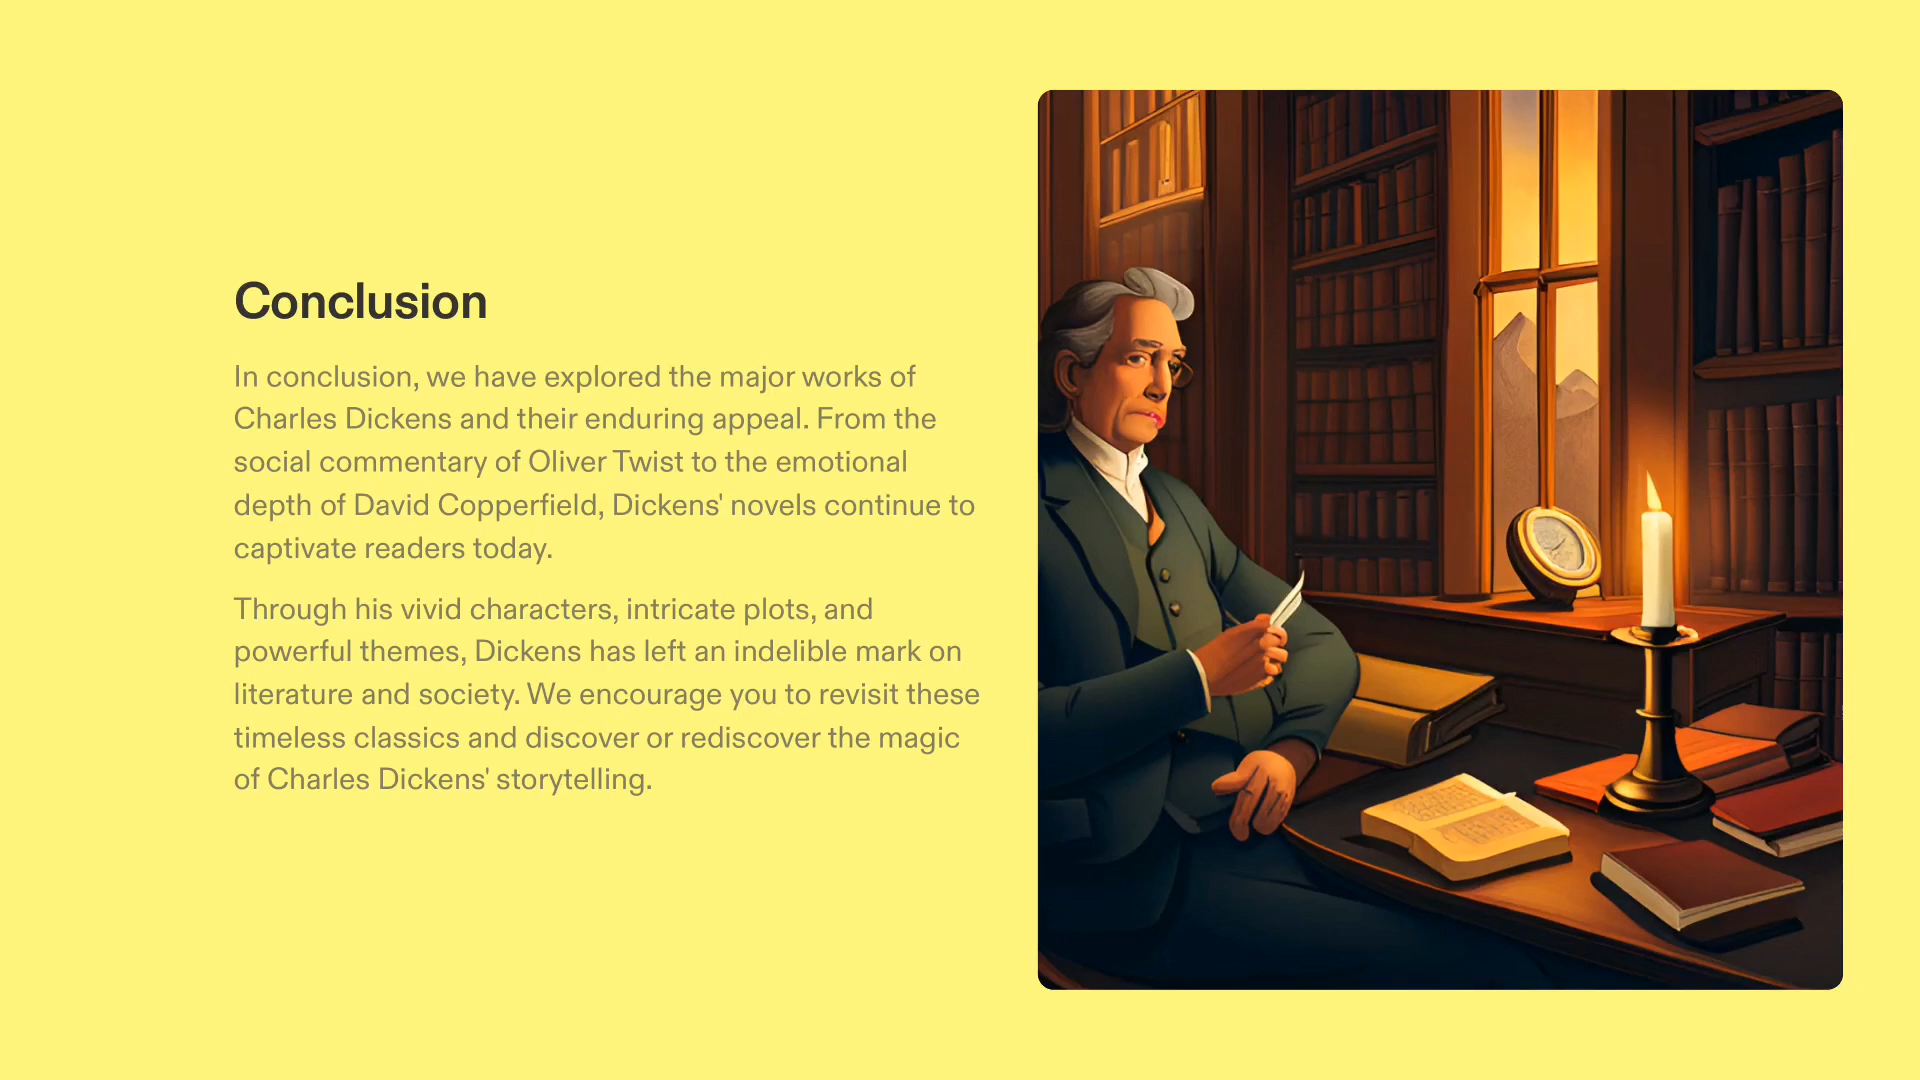 Conclusion
In conclusion, we have explored the major works of
Charles Dickens and their enduring appeal. From the
social commentary of Oliver Twist to the emotional
depth of David Copperfield, Dickens' novels continue to
captivate readers today.
Through his vivid characters, intricate plots, and
powerful themes, Dickens has left an indelible mark on
literature and society. We encourage you to revisit these
timeless classics and discover or rediscover the magic
of Charles Dickens' storytelling.